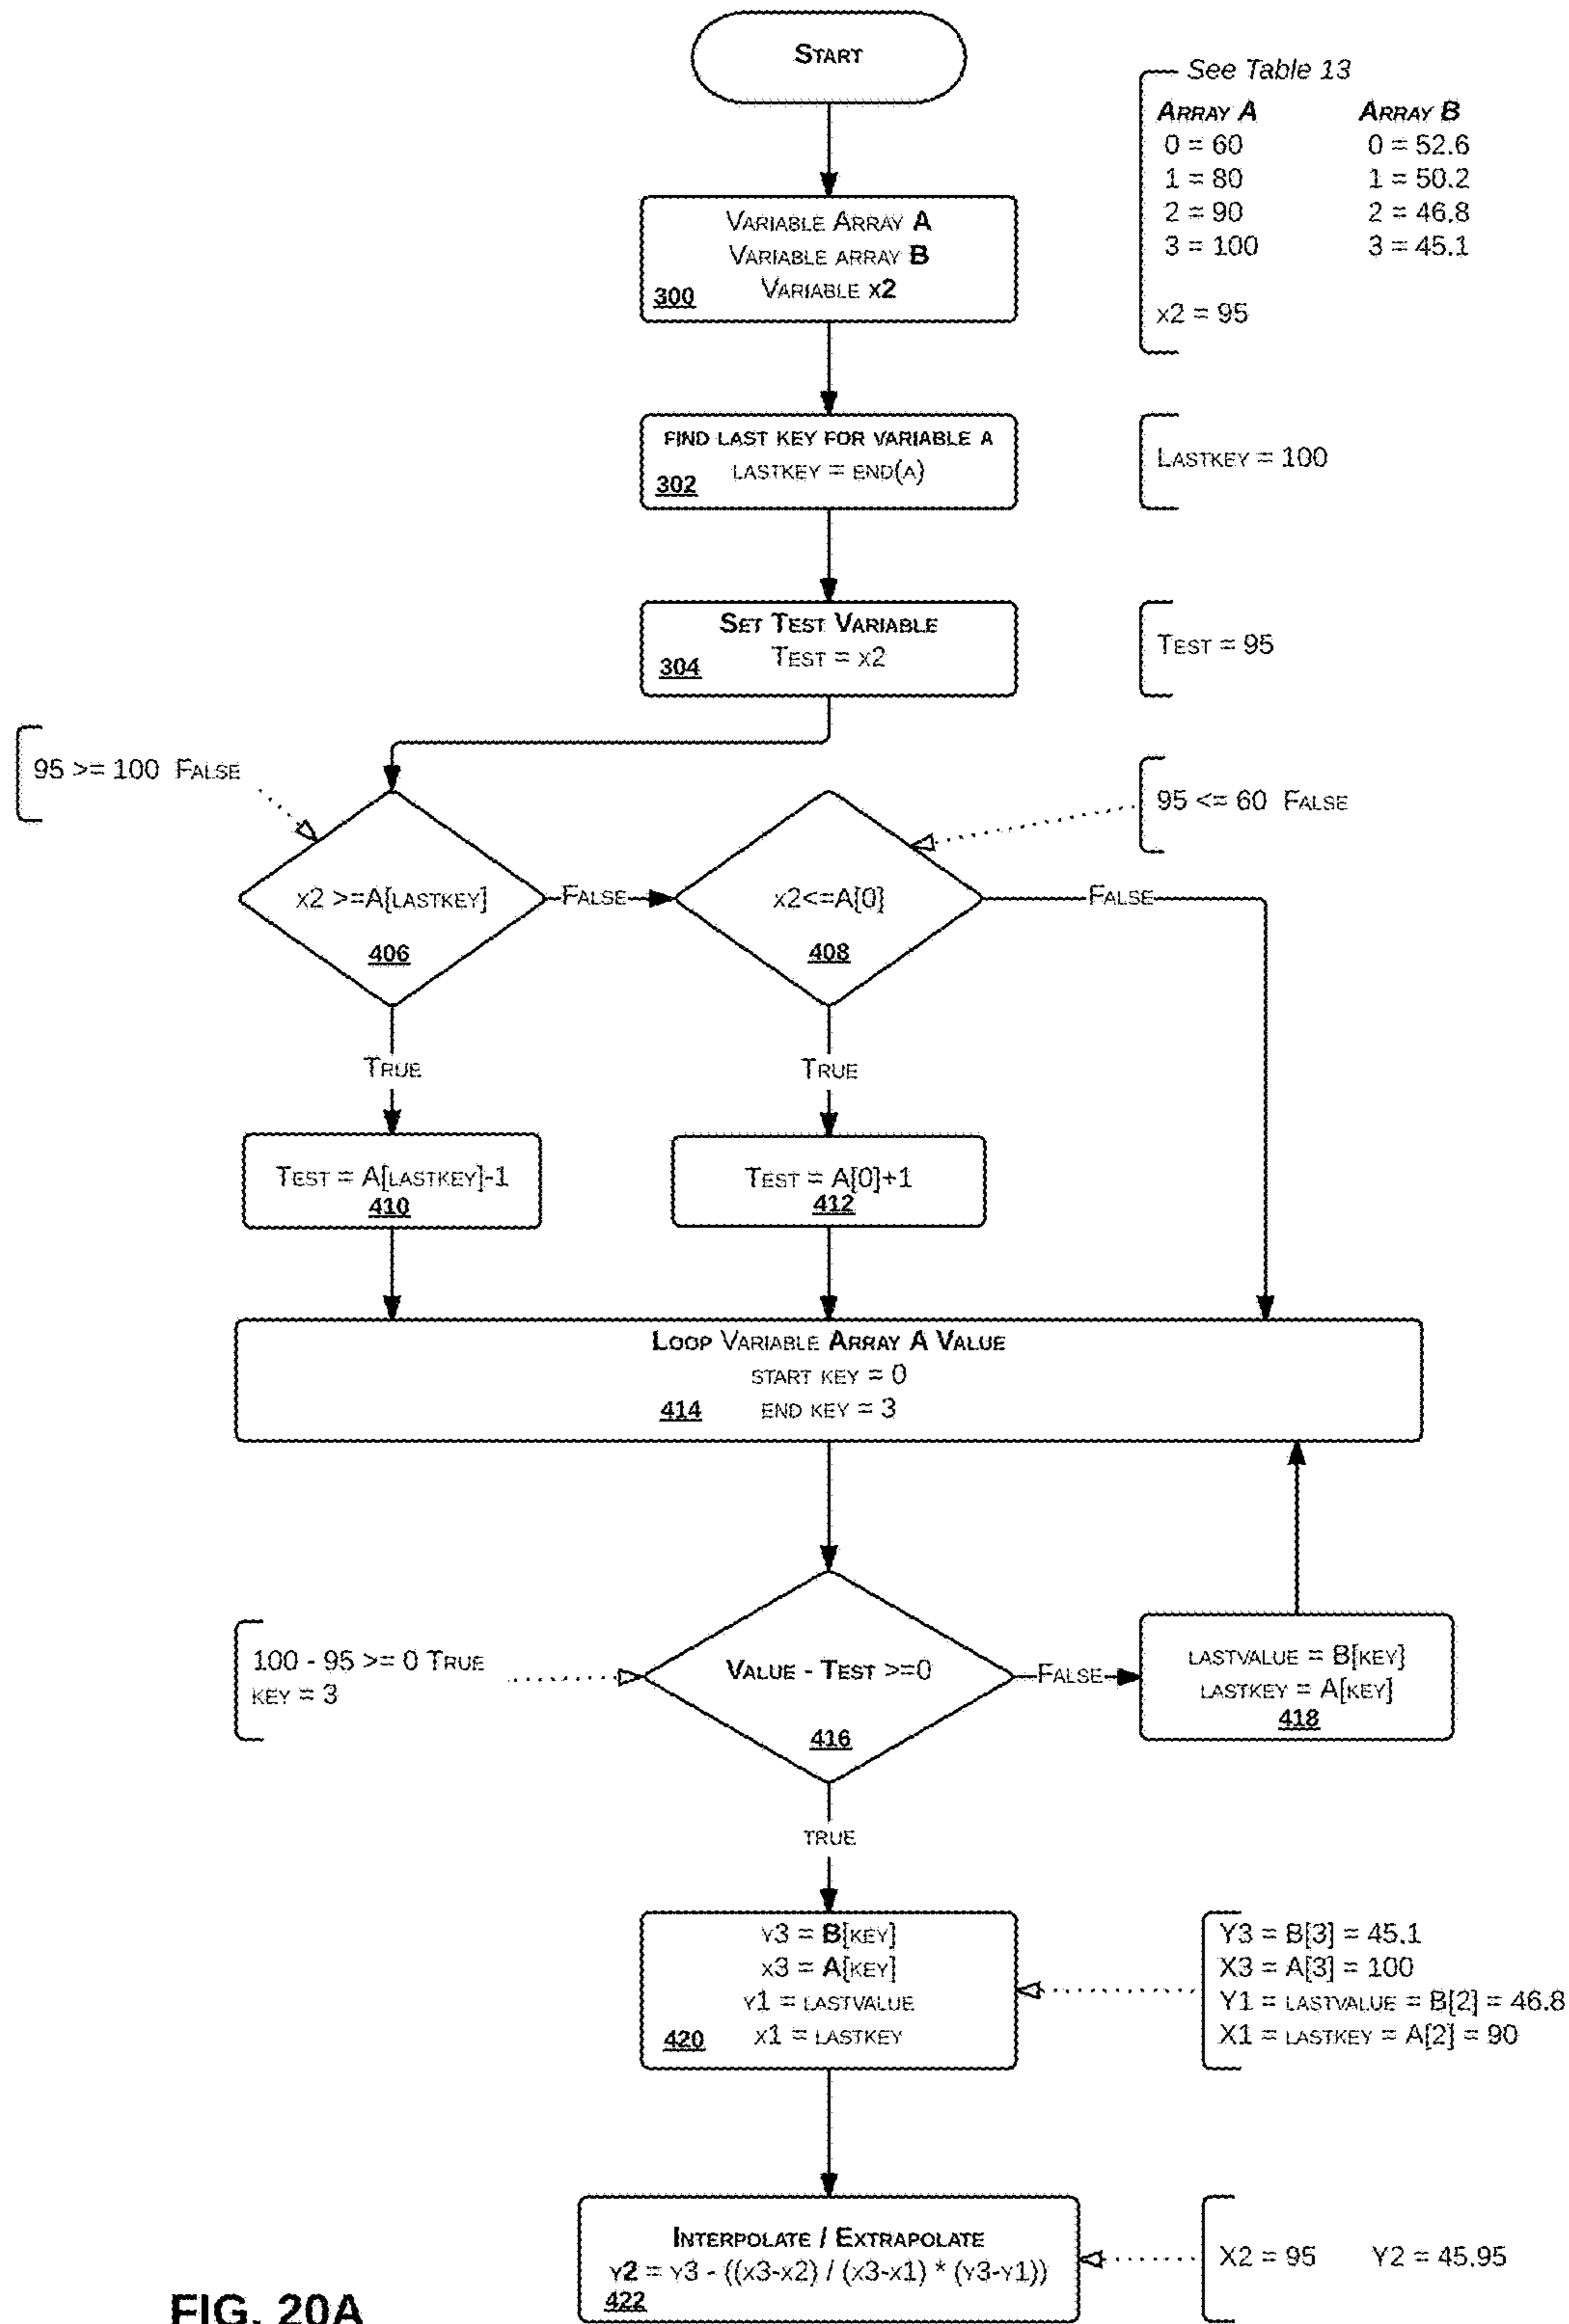 START
See Table 13
ARRAY A ARRAY B
0 = 60 0 = 52.6
1 = 80 1 = 50.2
2 = 90 2 = 46.8
3 = 100 3 = 45.1
x2 = 95
VARIABLE ARRAY A
VARIABLE ARRAY B
300 VARIABLE x2
FIND LAST KEY FOR VARIABLE A
302 LASTKEY = END(A)
LASTKEY = 100
SET TEST VARIABLE
304 TEST = x2
TEST = 95
95 >= 100 FALSE
95 <= 60 FALSE
x2 >=A[LASTKEY]
406
FALSE
x2<=A[0]
408
FALSE
TRUE
TRUE
TEST = A[LASTKEY]-1
410
TEST = A[0]+1
412
LOOP VARIABLE ARRAY A VALUE
START KEY = 0
414 END KEY = 3
100 - 95 >= 0 TRUE
KEY = 3
VALUE - TEST >=0
416
FALSE
LASTVALUE = B[KEY]
LASTKEY = A[KEY]
418
TRUE
Y3 = B[KEY]
X3 = A[KEY]
Y1 = LASTVALUE
420 X1 = LASTKEY
Y3 = B[3] = 45.1
X3 = A[3] = 100
Y1 = LASTVALUE = B[2] = 46.8
X1 = LASTKEY = A[2] = 90
INTERPOLATE / EXTRAPOLATE
Y2 = Y3 - ((X3-X2) / (X3-X1) * (Y3-Y1))
422
X2 = 95 Y2 = 45.95
FIG. 20A